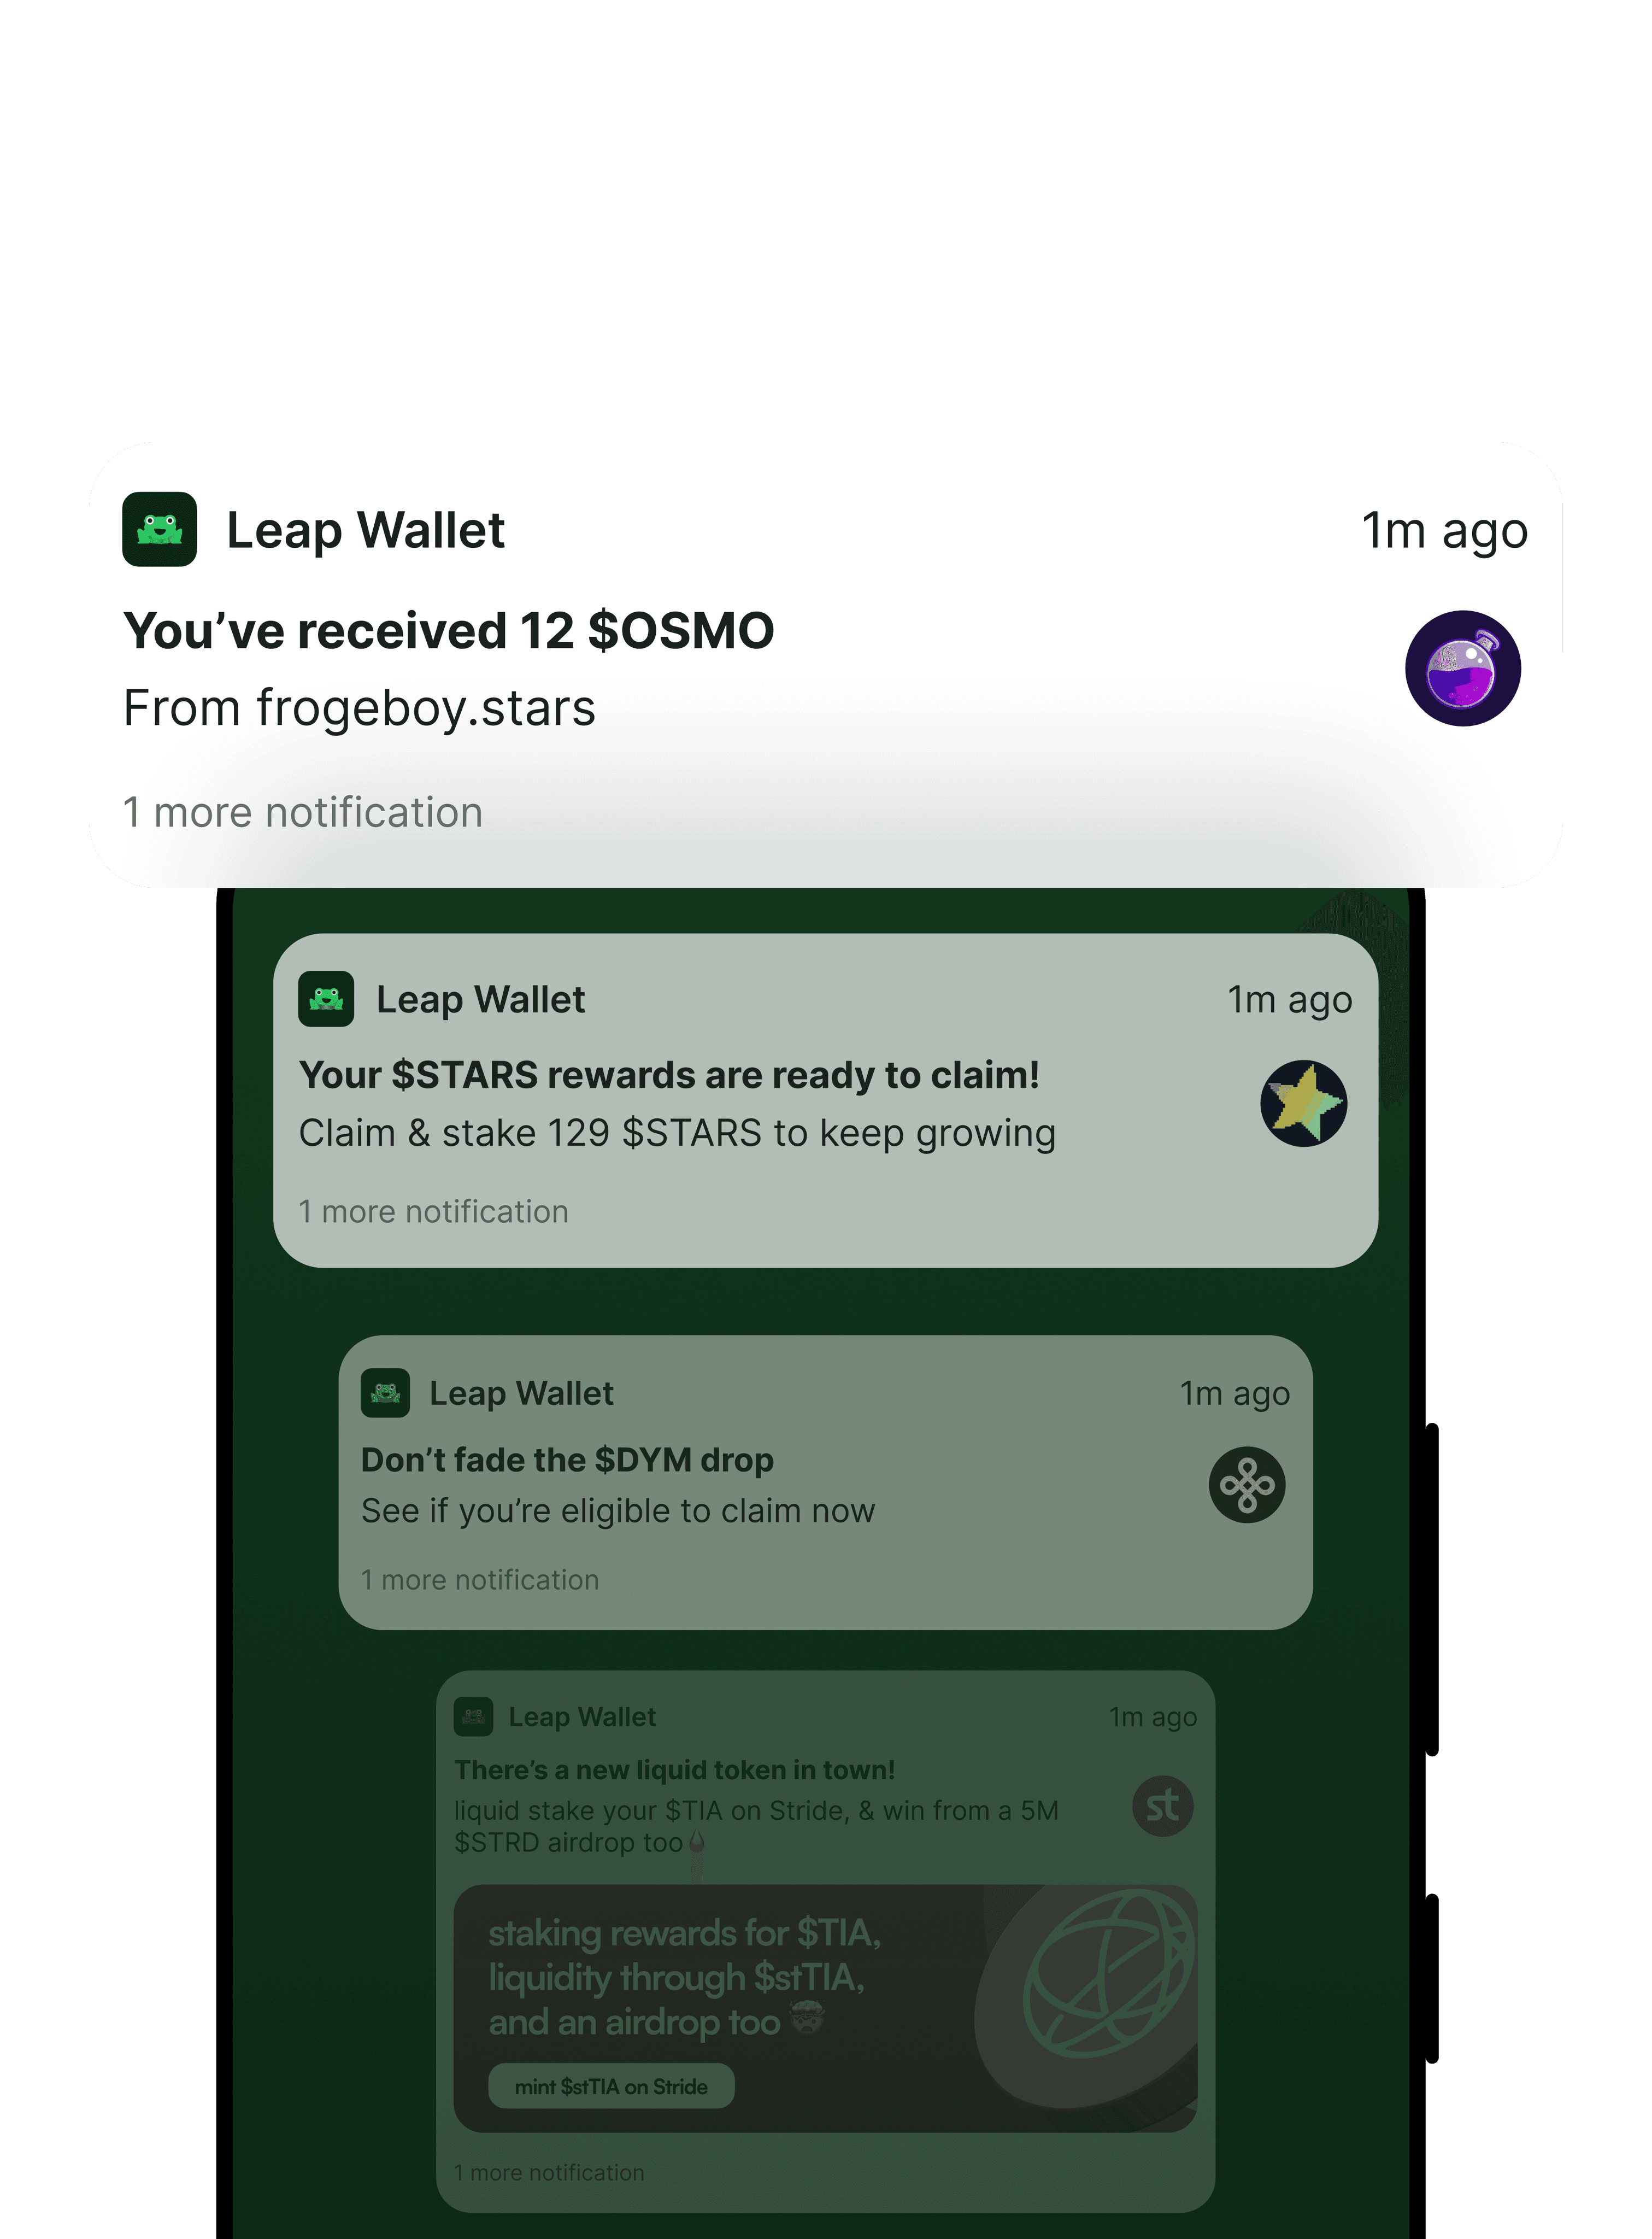 Leap Wallet 1m ago
You’ve received 12 $OSMO
From frogeboy.stars
1 more notification
Leap Wallet 1m ago
Your $STARS rewards are ready to claim!
Claim & stake 129 $STARS to keep growing
1 more notification
Leap Wallet 1m ago
Don’t fade the $DYM drop
See if you’re eligible to claim now
1 more notification
Leap Wallet 1m ago
There’s a new liquid token in town!
liquid stake your $TIA on Stride, & win from a 5M
$STRD airdrop too
st
staking rewards for $TIA,
liquidity through $stTIA,
and an airdrop too 🤯
mint $stTIA on Stride
1 more notification